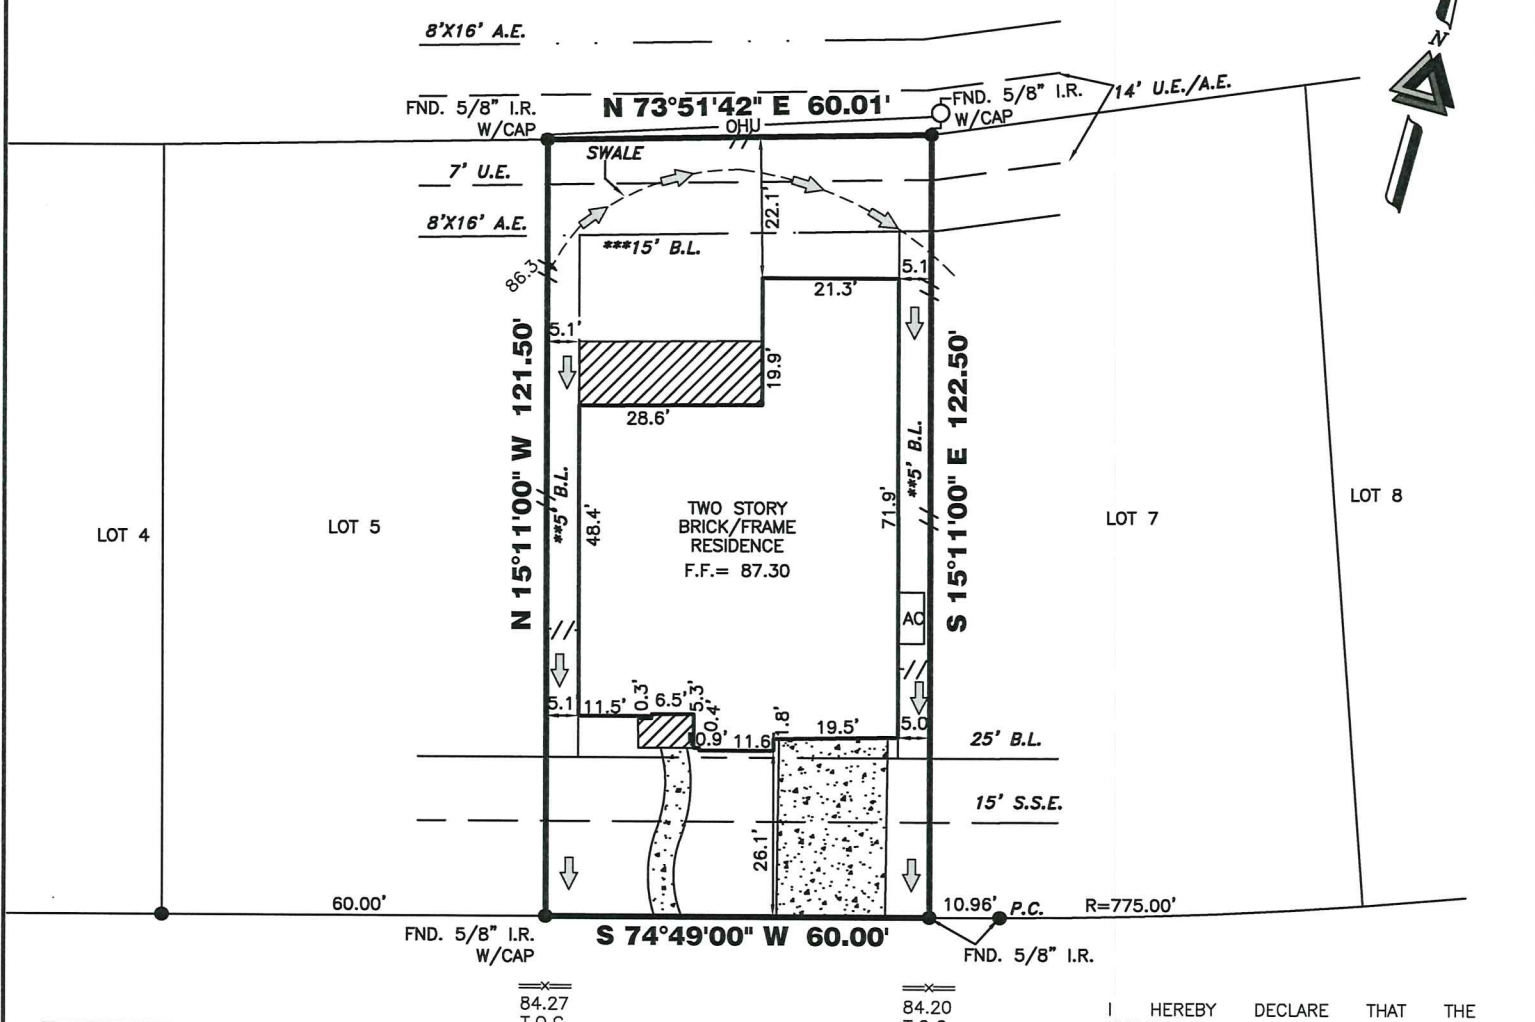 8'X16' A.E.
N
14' U.E./A.E.
FND. 5/8" I.R.
W/CAP
N 73°51'42" E 60.01'
FND. 5/8" I.R.
W/CAP
OHU
SWALE
7' U.E.
22.1'
8'X16' A.E.
***15' B.L.
86.3
5.1
21.3'
5.1'
19.9'
28.6'
N 15°11'00" W 121.50'
S 15°11'00" E 122.50'
**5' B.L.
**5' B.L.
48.4'
71.9'
LOT 4
LOT 5
TWO STORY
BRICK/FRAME
RESIDENCE
F.F.= 87.30
LOT 7
LOT 8
AC
5.1
11.5'
0.3'
6.5'
5.3'
0.4'
0.9'
11.6
1.8'
19.5'
5.0
25' B.L.
15' S.S.E.
26.1'
60.00'
10.96'
P.C.
R=775.00'
FND. 5/8" I.R.
W/CAP
S 74°49'00" W 60.00'
FND. 5/8" I.R.
84.27
T.O.C.
84.20
T.O.C.
I HEREBY DECLARE THAT THE